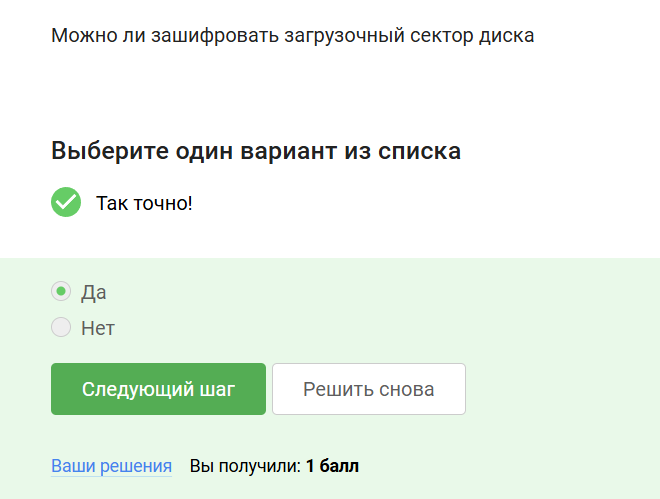 Можно ли зашифровать загрузочный сектор диска
Выберите один вариант из списка
Так точно!
Да
Нет
Следующий шаг
Решить снова
Ваши решения Вы получили: 1 балл